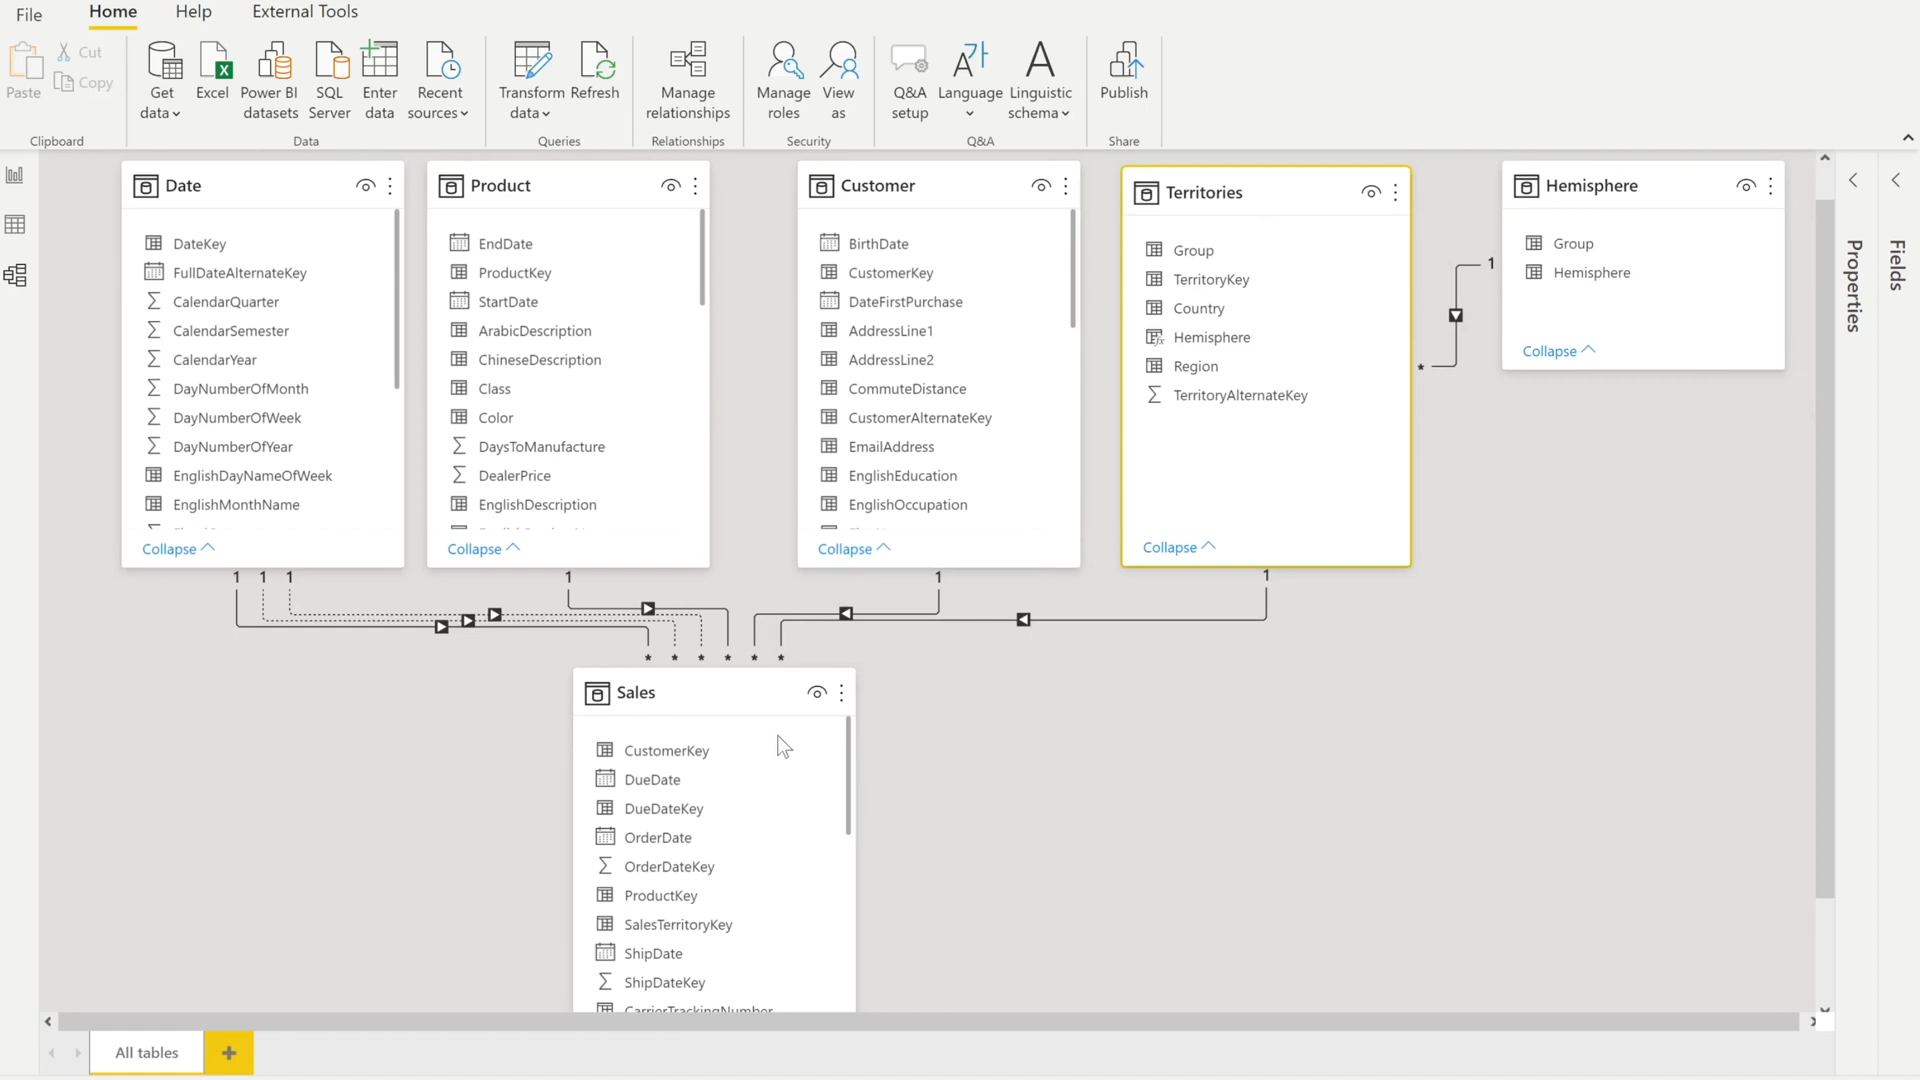 File
Home
Help
External Tools
Paste
Cut
Copy
Clipboard
Get
data
Excel
Power BI
datasets
SQL
Server
Enter
data
Recent
sources
Data
Transform
data
Refresh
Queries
Manage
relationships
Relationships
Manage
roles
View
as
Security
Q&A
setup
Language
Linguistic
schema
Q&A
Publish
Share
Date
DateKey
FullDateAlternateKey
CalendarQuarter
CalendarSemester
CalendarYear
DayNumberOfMonth
DayNumberOfWeek
DayNumberOfYear
EnglishDayNameOfWeek
EnglishMonthName
Collapse
Product
EndDate
ProductKey
StartDate
ArabicDescription
ChineseDescription
Class
Color
DaysToManufacture
DealerPrice
EnglishDescription
Collapse
Customer
BirthDate
CustomerKey
DateFirstPurchase
AddressLine1
AddressLine2
CommuteDistance
CustomerAlternateKey
EmailAddress
EnglishEducation
EnglishOccupation
Collapse
Territories
Group
TerritoryKey
Country
Hemisphere
Region
TerritoryAlternateKey
Collapse
1
*
Hemisphere
Group
Hemisphere
Collapse
Properties
Fields
1 1 1 1 1 1
* * * * * *
Sales
CustomerKey
DueDate
DueDateKey
OrderDate
OrderDateKey
ProductKey
SalesTerritoryKey
ShipDate
ShipDateKey
CarrierTrackingNumber
All tables